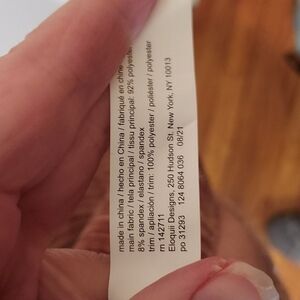 made in china / hecho en China / fabriqué en chine
main fabric / tela principal / tissu principal: 92% polyester
8% spandex / elastano / spandex
trim / aplicación / trim: 100% polyester / poliéster / polyester
rn 142711
Eloquii Designs, 250 Hudson St. New York, NY 10013
po 31293 124 8064 036 08/21